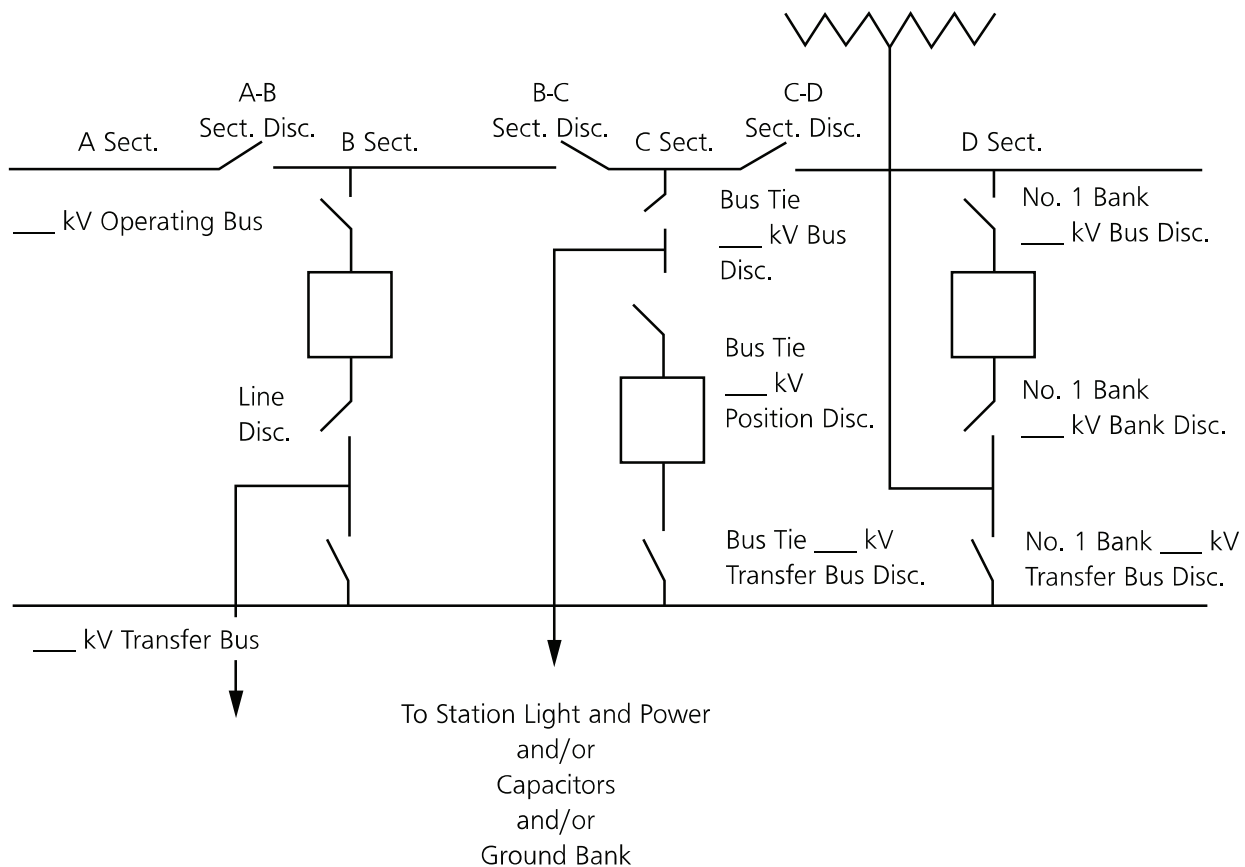 A-B
Sect. Disc.
B-C
Sect. Disc.
C-D
Sect. Disc.
A Sect.
B Sect.
C Sect.
D Sect.
___ kV Operating Bus
Bus Tie
___ kV Bus
Disc.
No. 1 Bank
___ kV Bus Disc.
Line
Disc.
Bus Tie
___ kV
Position Disc.
No. 1 Bank
___ kV Bank Disc.
Bus Tie ___ kV
Transfer Bus Disc.
No. 1 Bank ___ kV
Transfer Bus Disc.
___ kV Transfer Bus
To Station Light and Power
and/or
Capacitors
and/or
Ground Bank